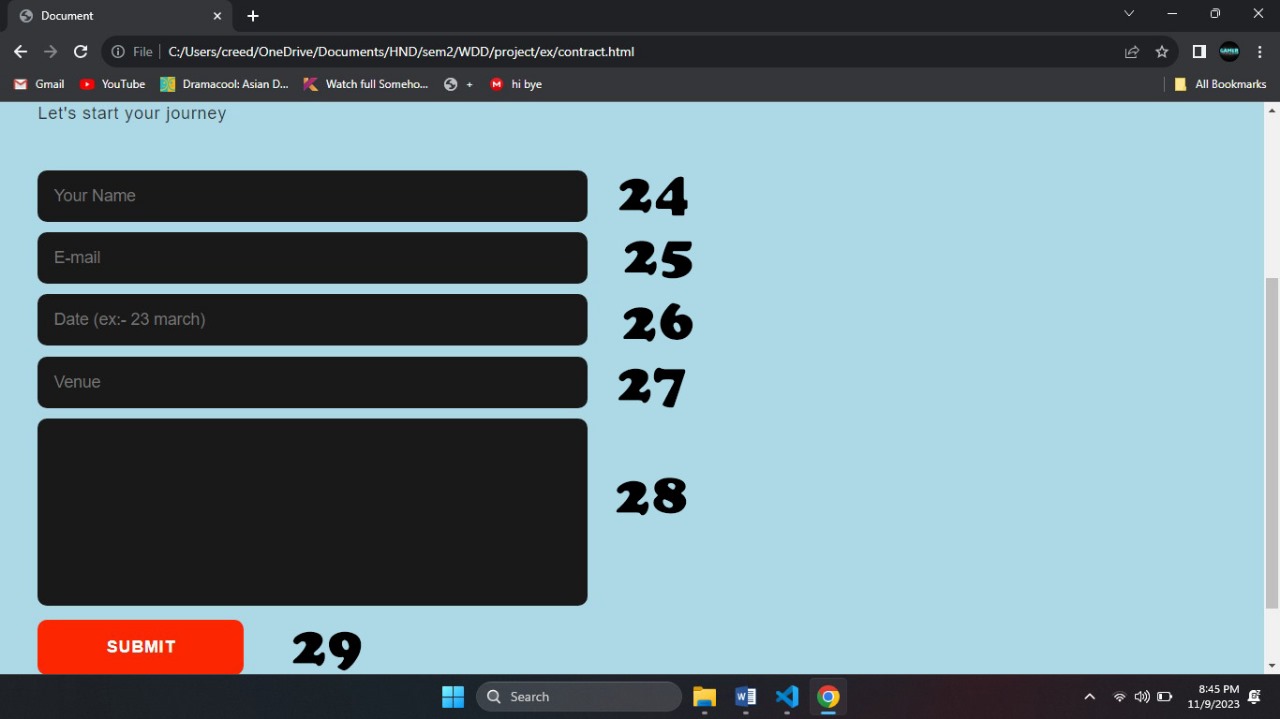 Document
File C:/Users/creed/OneDrive/Documents/HND/sem2/WDD/project/ex/contract.html
Gmail YouTube Dramacool: Asian D... Watch full Someho... + hi bye All Bookmarks
Let's start your journey
Your Name 24
E-mail 25
Date (ex:- 23 march) 26
Venue 27
28
SUBMIT 29
Search
8:45 PM
11/9/2023